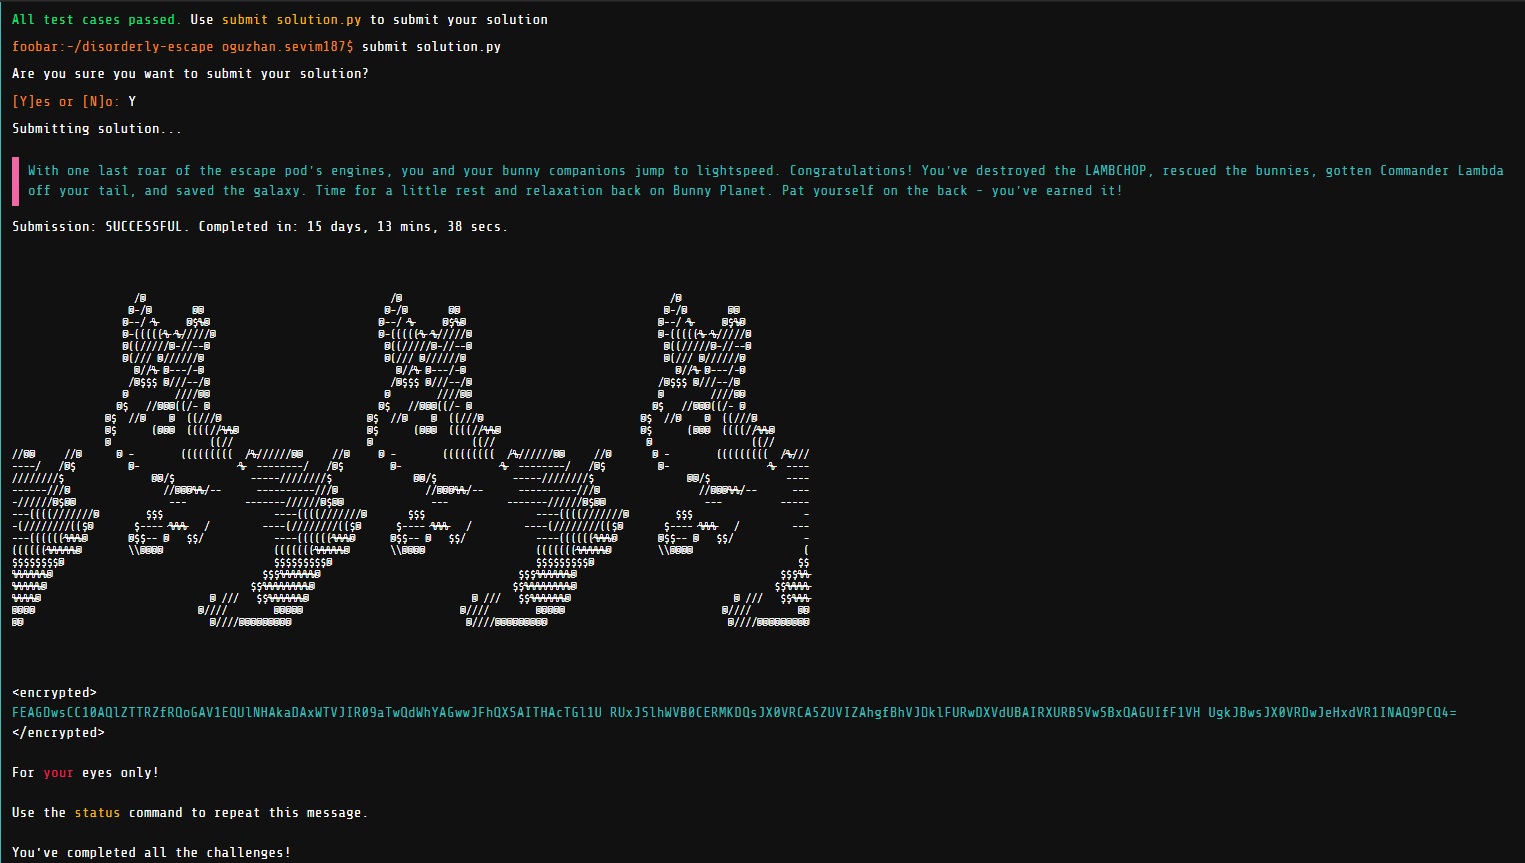 All test cases passed. Use submit solution.py to submit your solution
foobar:~/disorderly-escape oguzhan.sevim187$ submit solution.py
Are you sure you want to submit your solution?
[Y]es or [N]o: Y
Submitting solution...
With one last roar of the escape pod's engines, you and your bunny companions jump to lightspeed. Congratulations! You've destroyed the LAMBCHOP, rescued the bunnies, gotten Commander Lambda
off your tail, and saved the galaxy. Time for a little rest and relaxation back on Bunny Planet. Pat yourself on the back - you've earned it!
Submission: SUCCESSFUL. Completed in: 15 days, 13 mins, 38 secs.
<encrypted>
</encrypted>
For your eyes only!
Use the status command to repeat this message.
You've completed all the challenges!